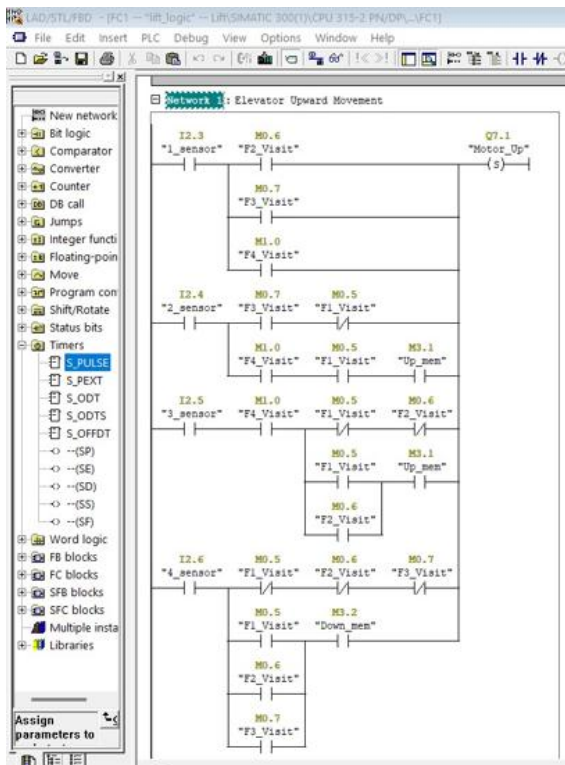 LAD/STL/FBD - [FC1 -- "lift_logic" -- Lift\SIMATIC 300(1)\CPU 315-2 PN/DP\...\FC1]
File Edit Insert PLC Debug View Options Window Help
New network
Bit logic
Comparator
Converter
Counter
DB call
Jumps
Integer functi
Floating-poin
Move
Program con
Shift/Rotate
Status bits
Timers
S_PULSE
S_PEXT
S_ODT
S_ODTS
S_OFFDT
--(SP)
--(SE)
--(SD)
--(SS)
--(SF)
Word logic
FB blocks
FC blocks
SFB blocks
SFC blocks
Multiple insta
Libraries
Assign
parameters to
Network 1: Elevator Upward Movement
I2.3 M0.6 Q7.1
"1_sensor" "F2_Visit" "Motor_Up"
(S)
M0.7
"F3_Visit"
M1.0
"F4_Visit"
I2.4 M0.7 M0.5
"2_sensor" "F3_Visit" "F1_Visit"
M1.0 M0.5 M3.1
"F4_Visit" "F1_Visit" "Up_mem"
I2.5 M1.0 M0.5 M0.6
"3_sensor" "F4_Visit" "F1_Visit" "F2_Visit"
M0.5 M3.1
"F1_Visit" "Up_mem"
M0.6
"F2_Visit"
I2.6 M0.5 M0.6 M0.7
"4_sensor" "F1_Visit" "F2_Visit" "F3_Visit"
M0.5 M3.2
"F1_Visit" "Down_mem"
M0.6
"F2_Visit"
M0.7
"F3_Visit"